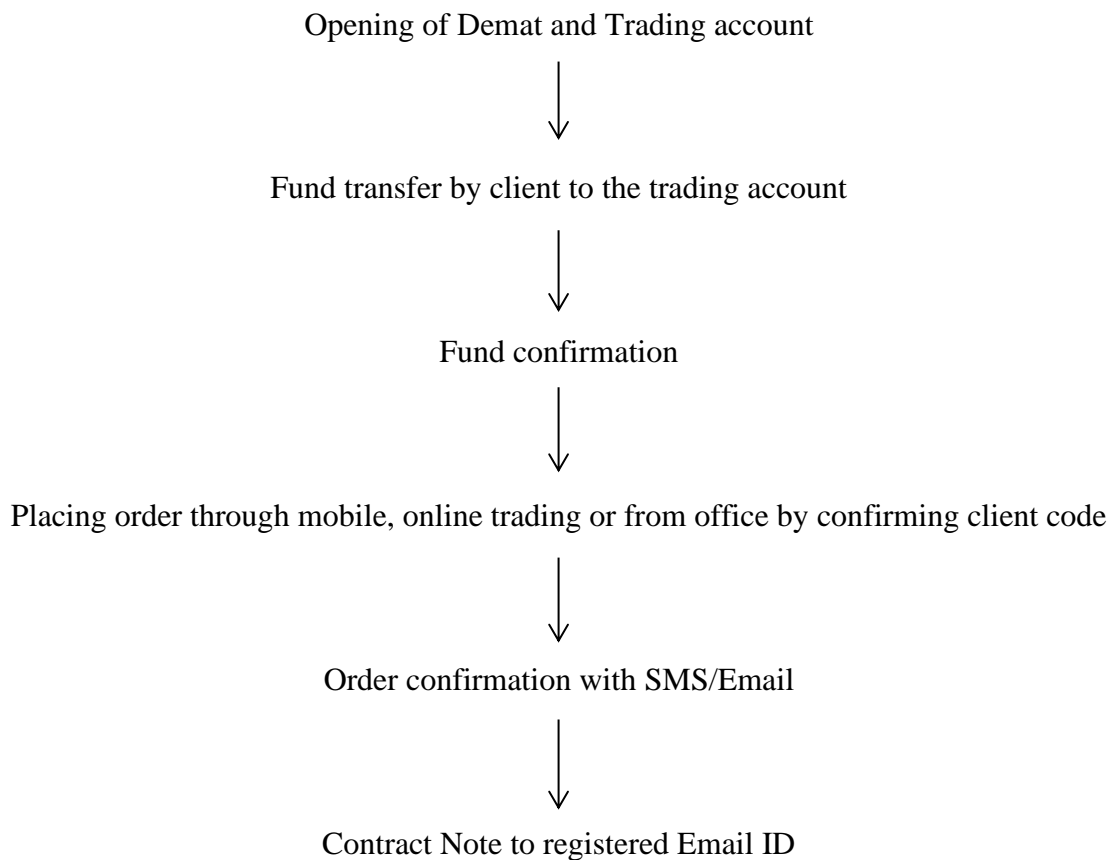 Opening of Demat and Trading account
Fund transfer by client to the trading account
Fund confirmation
Placing order through mobile, online trading or from office by confirming client code
Order confirmation with SMS/Email
Contract Note to registered Email ID